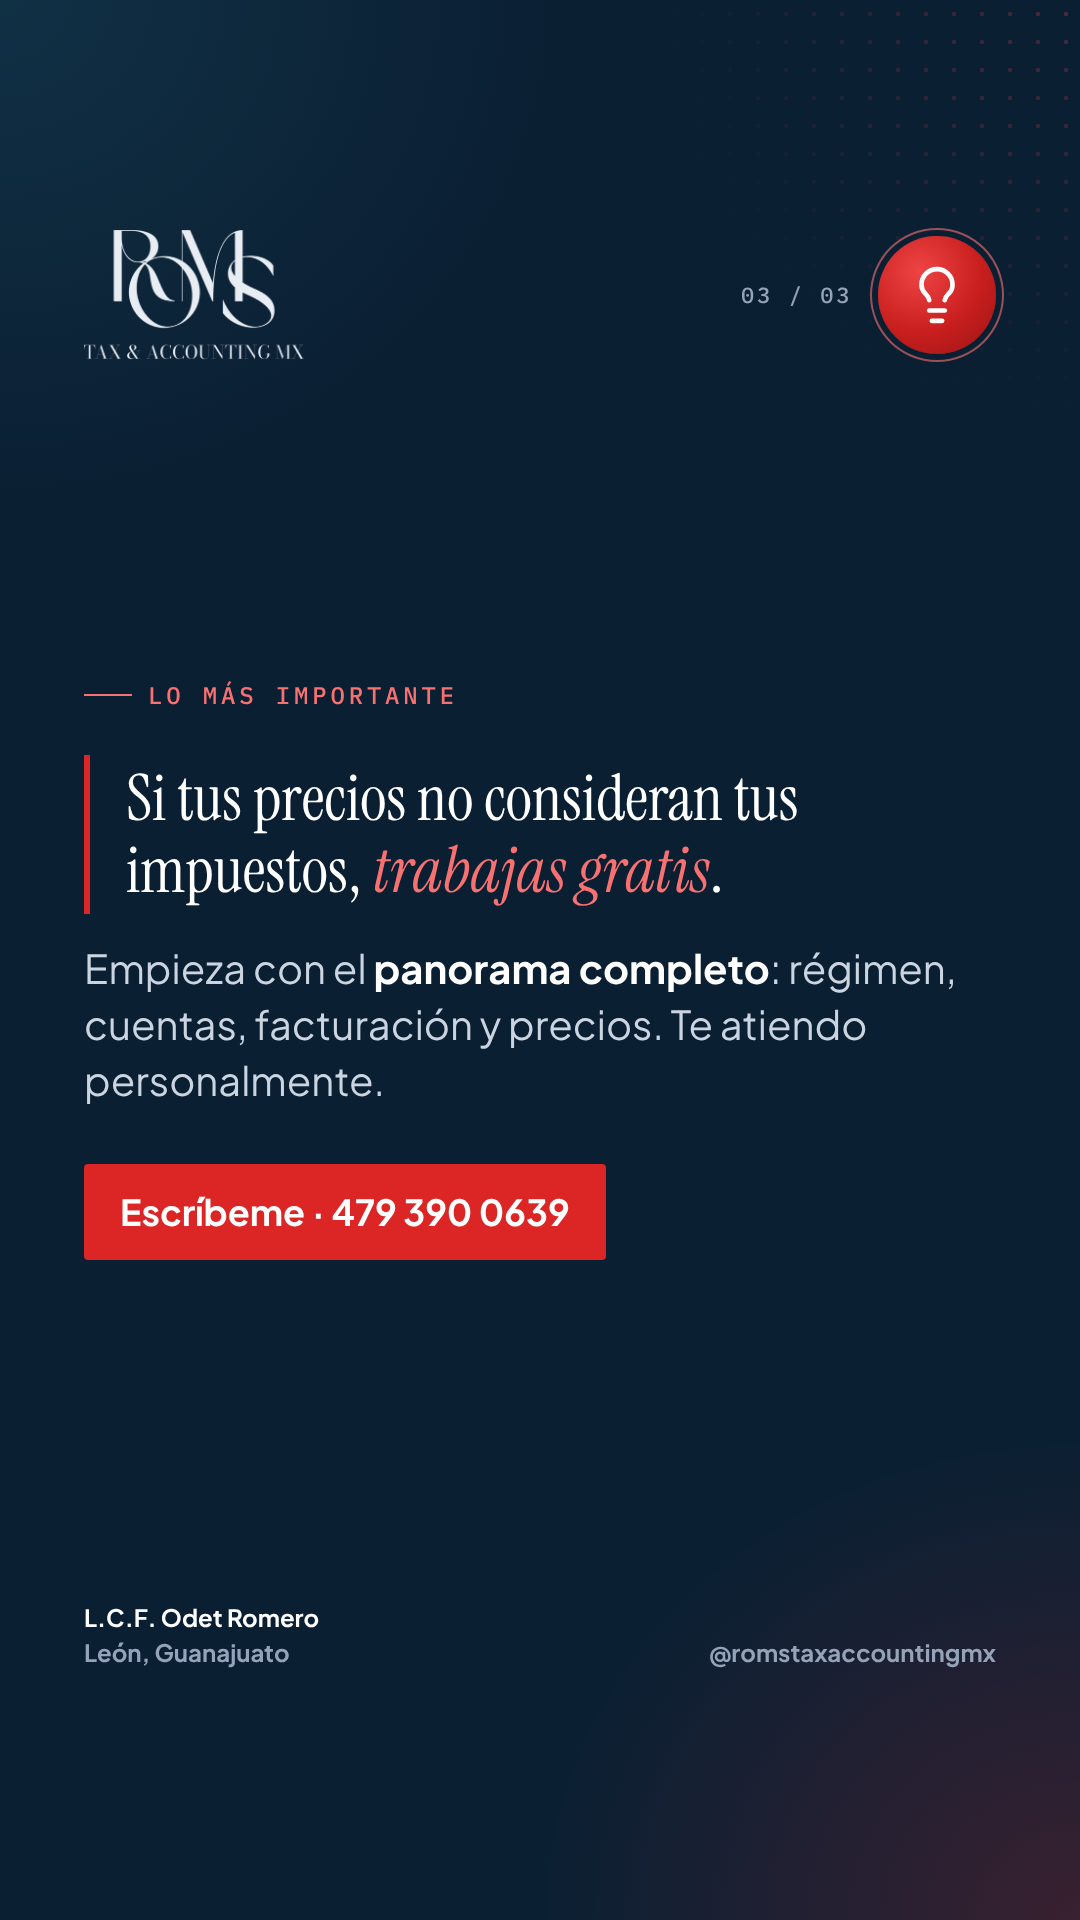 ROMS
TAX & ACCOUNTING MX
03 / 03
LO MÁS IMPORTANTE
Si tus precios no consideran tus
impuestos, trabajas gratis.
Empieza con el panorama completo: régimen,
cuentas, facturación y precios. Te atiendo
personalmente.
Escríbeme · 479 390 0639
L.C.F. Odet Romero
León, Guanajuato
@romstaxaccountingmx